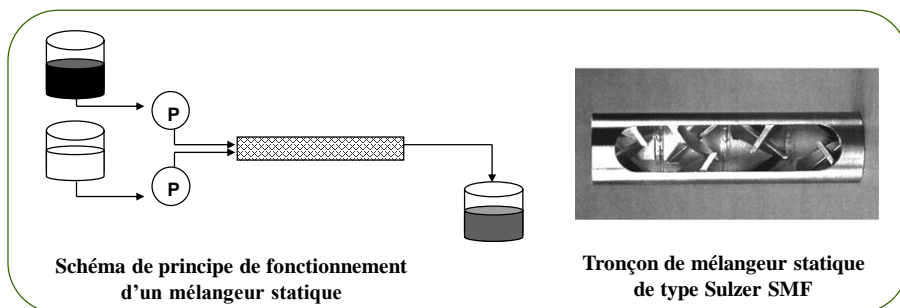 P
P
Schéma de principe de fonctionnement
d'un mélangeur statique
Tronçon de mélangeur statique
de type Sulzer SMF